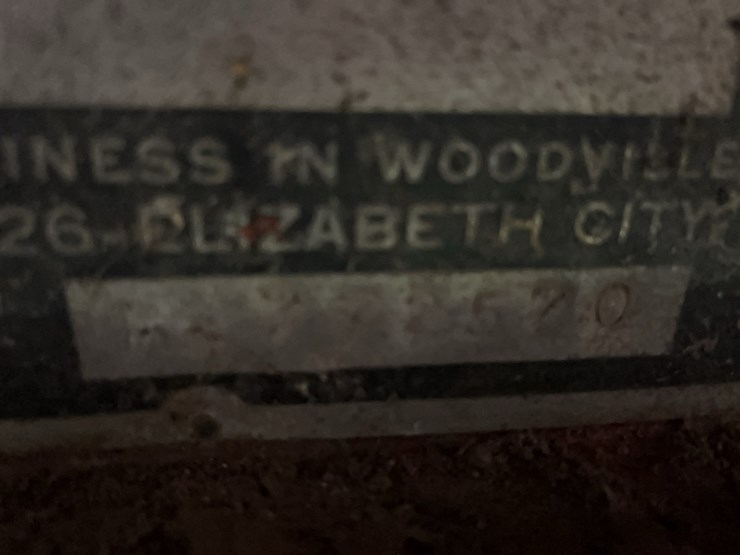 INESS IN WOODVILLE
26. ELIZABETH CITY,